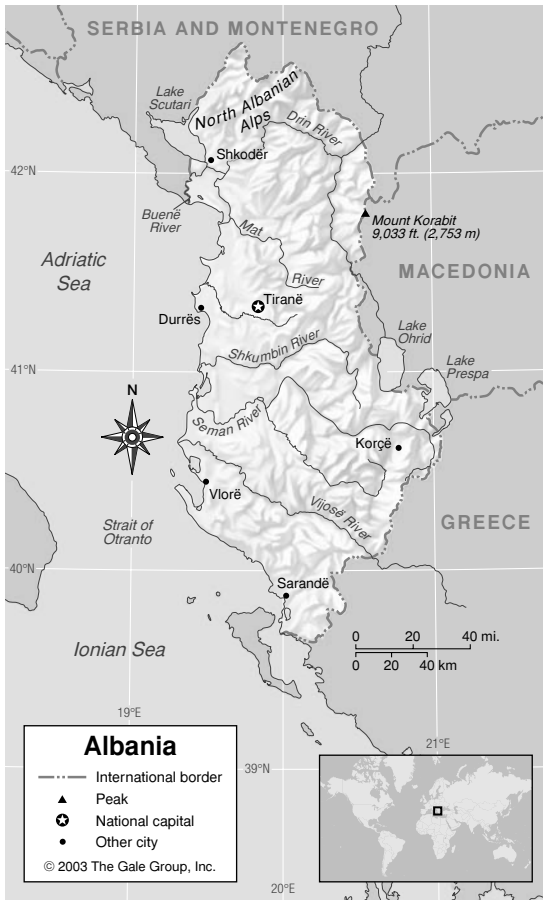 SERBIA AND MONTENEGRO
Lake
Scutari
North Albanian
Alps
Drin River
Shkodër
42°N
Buenë
River
Mount Korabit
9,033 ft. (2,753 m)
Mat
River
Adriatic
Sea
MACEDONIA
Tiranë
Durrës
Lake
Ohrid
Shkumbin River
Lake
Prespa
41°N
N
Seman River
Korçë
Vlorë
Vijosë River
Strait of
Otranto
GREECE
40°N
Sarandë
0 20 40 mi.
0 20 40 km
Ionian Sea
19°E
21°E
39°N
20°E
Albania
International border
Peak
National capital
Other city
© 2003 The Gale Group, Inc.